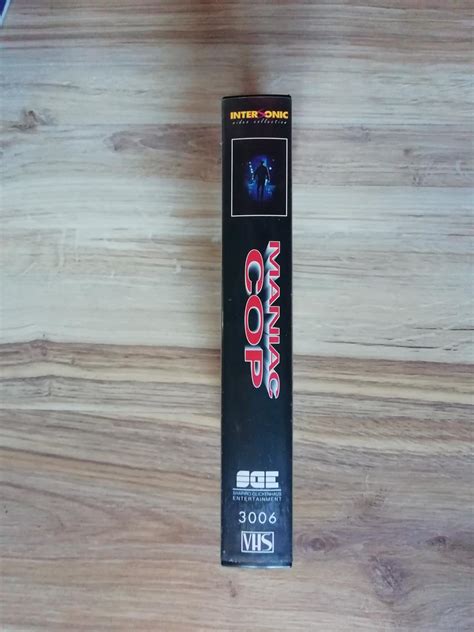 INTERSONIC
video collection
MANIAC
COP
SGE
SHAPIRO GLICKENHAUS
ENTERTAINMENT
3006
VHS